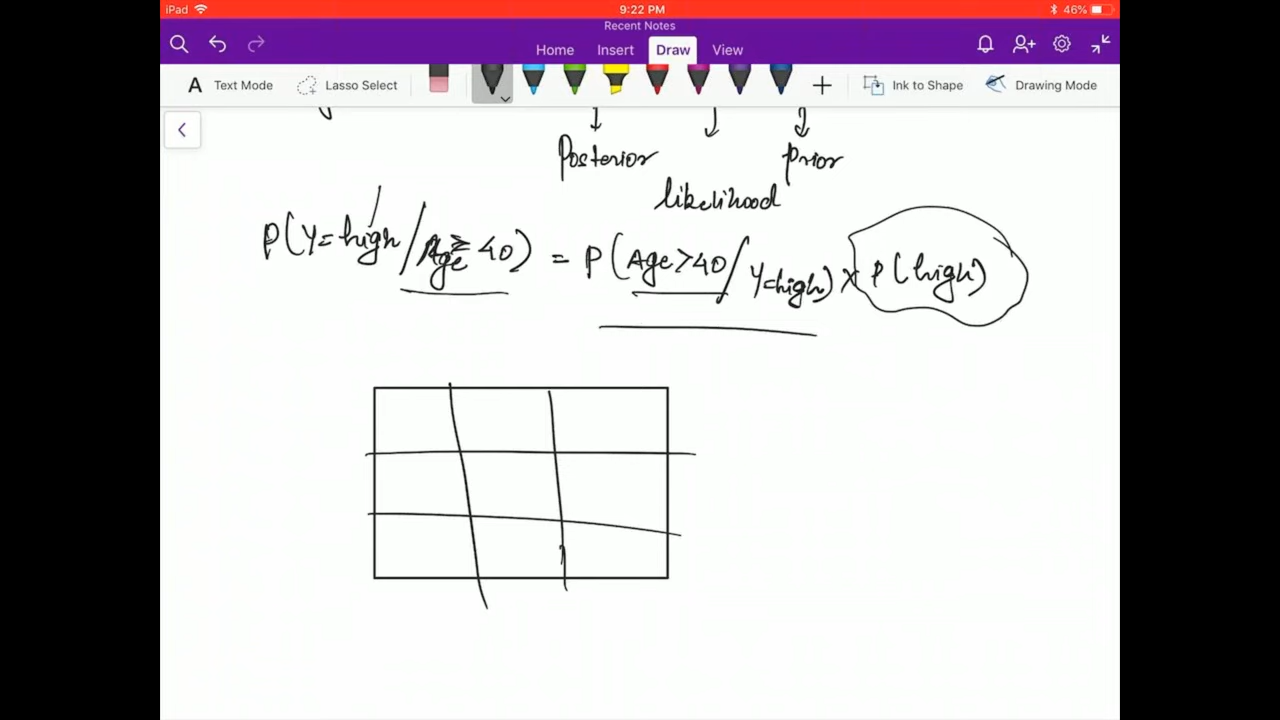 iPad 9:22 PM 46%
Recent Notes
Home Insert Draw View
A Text Mode Lasso Select Ink to Shape Drawing Mode
Posterior prior
likelihood
P(Y=high/Age≥40) = P(Age>40/Y=high) x P(high)